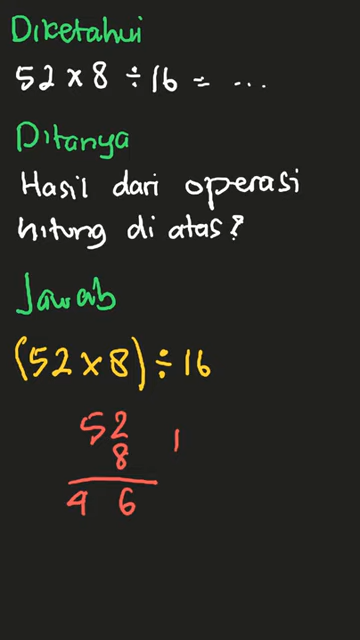 Diketahui
52 x 8 ÷ 16 = ...
Ditanya
Hasil dari operasi
hitung di atas?
Jawab
(52 x 8) ÷ 16
52
8 1
4 6